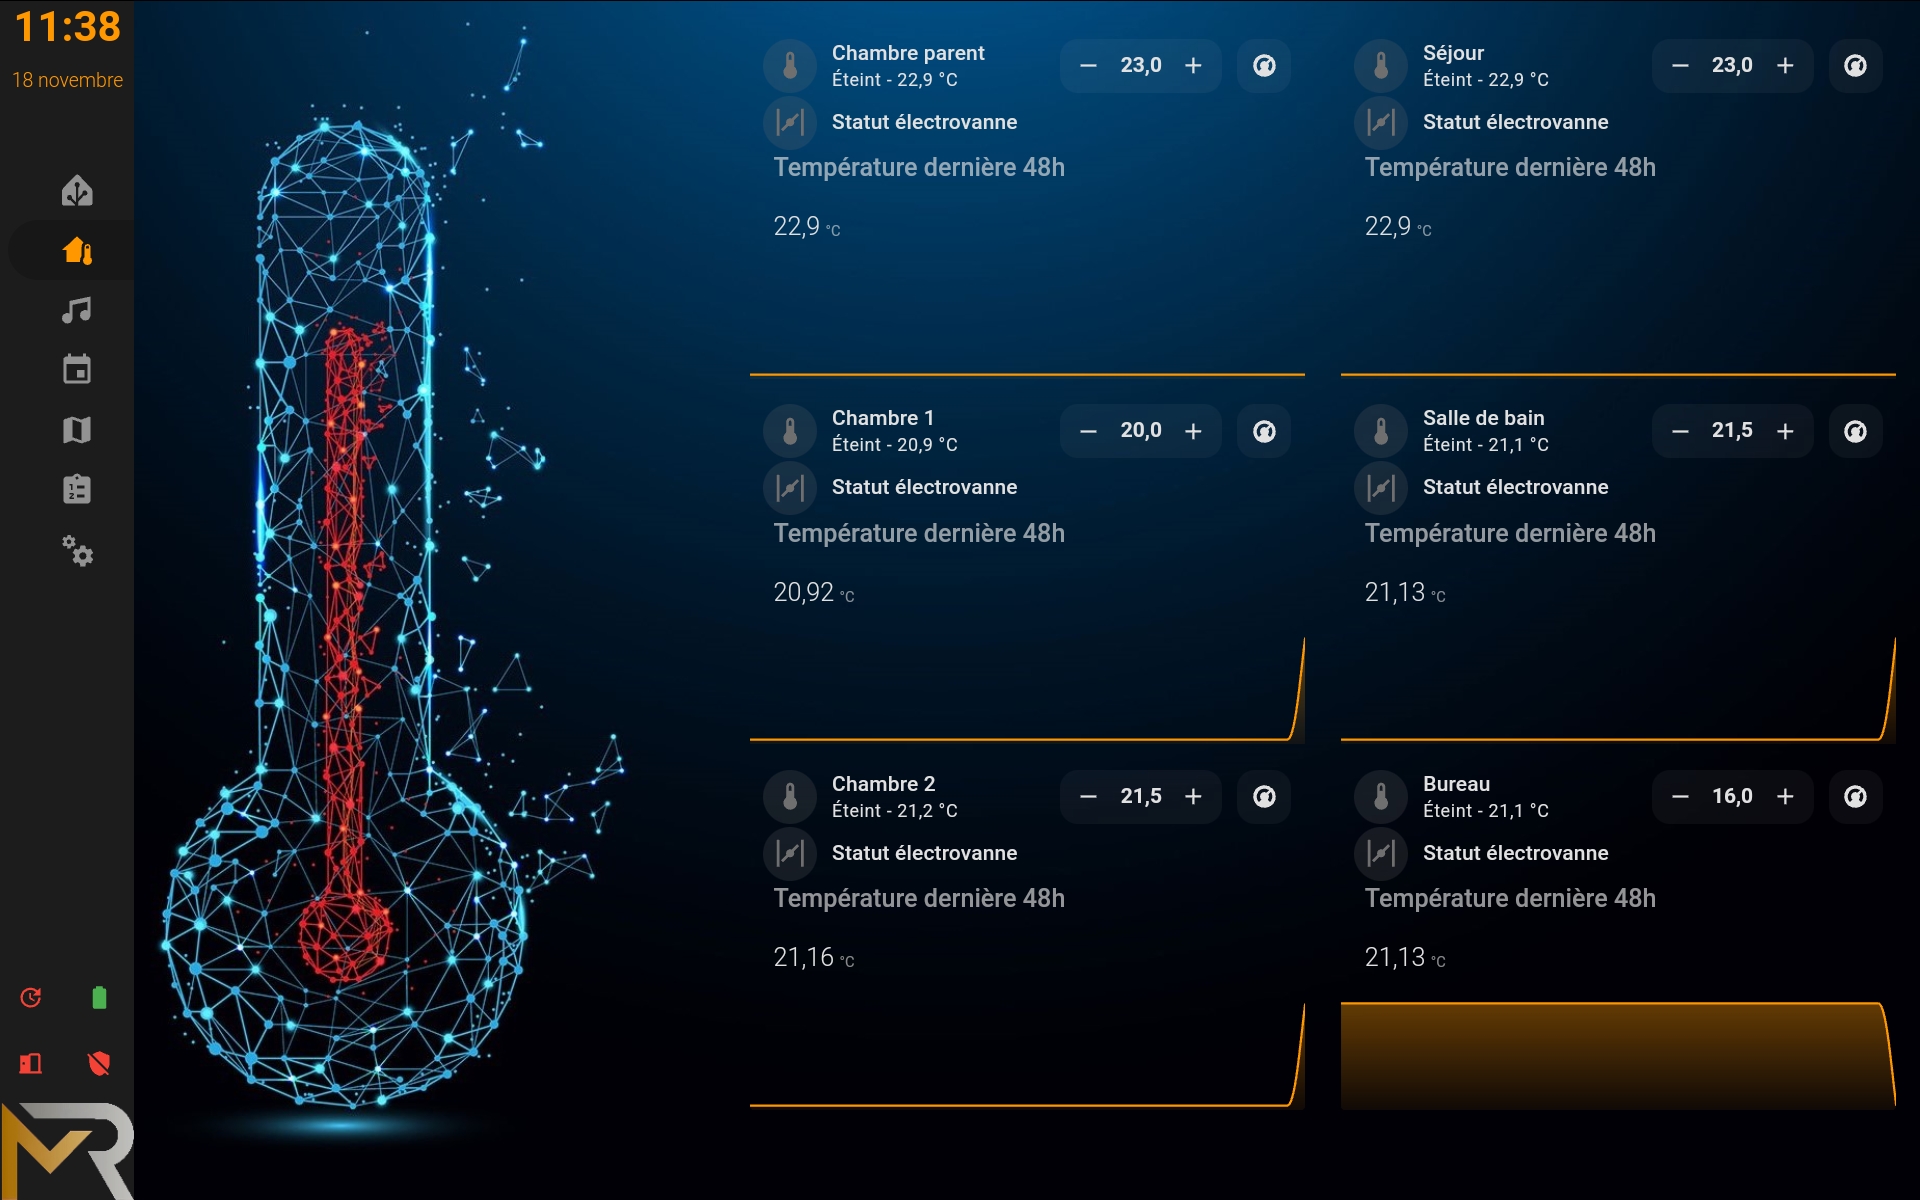 11:38
18 novembre
Chambre parent
Éteint - 22,9 °C
23,0
Statut électrovanne
Température dernière 48h
22,9 °C
Séjour
Éteint - 22,9 °C
23,0
Statut électrovanne
Température dernière 48h
22,9 °C
Chambre 1
Éteint - 20,9 °C
20,0
Statut électrovanne
Température dernière 48h
20,92 °C
Salle de bain
Éteint - 21,1 °C
21,5
Statut électrovanne
Température dernière 48h
21,13 °C
Chambre 2
Éteint - 21,2 °C
21,5
Statut électrovanne
Température dernière 48h
21,16 °C
Bureau
Éteint - 21,1 °C
16,0
Statut électrovanne
Température dernière 48h
21,13 °C
MR